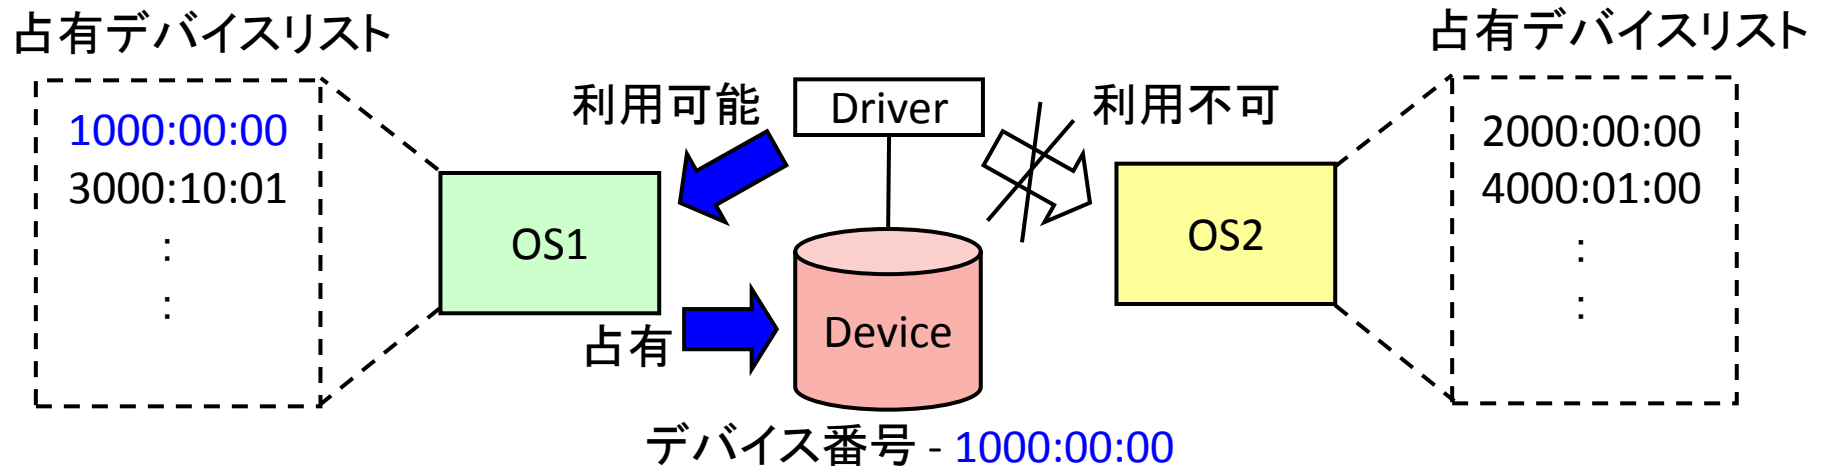 占有デバイスリスト
1000:00:00
3000:10:01
:
:
OS1
利用可能
占有
Driver
Device
デバイス番号 - 1000:00:00
利用不可
OS2
占有デバイスリスト
2000:00:00
4000:01:00
:
: